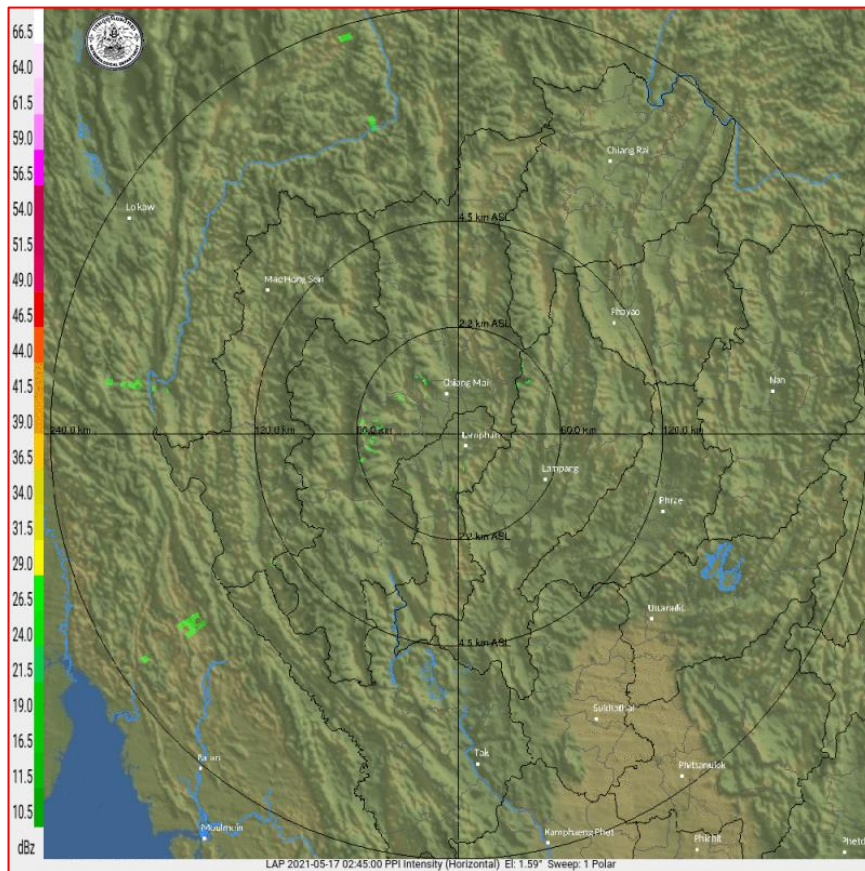 66.5
64.0
61.5
59.0
56.5
54.0
51.5
49.0
46.5
44.0
41.5
39.0
36.5
34.0
31.5
29.0
26.5
24.0
21.5
19.0
16.5
14.0
11.5
10.5
dBz
Chiang Rai
Loikaw
4.5 km ASL
Mae Hong Son
Phayao
2.2 km ASL
Chiang Mai
Nan
240.0 km
120.0 km
60.0 km
60.0 km
120.0 km
Lamphun
Lampang
Phrae
2.2 km ASL
Uttaradit
4.5 km ASL
Sukhothai
Tak
Pa'an
Phitsanulok
Moulmein
Kamphaeng Phet
Phichit
Phetch
LAP 2021-05-17 02:45:00 PPI Intensity (Horizontal) El: 1.59° Sweep: 1 Polar